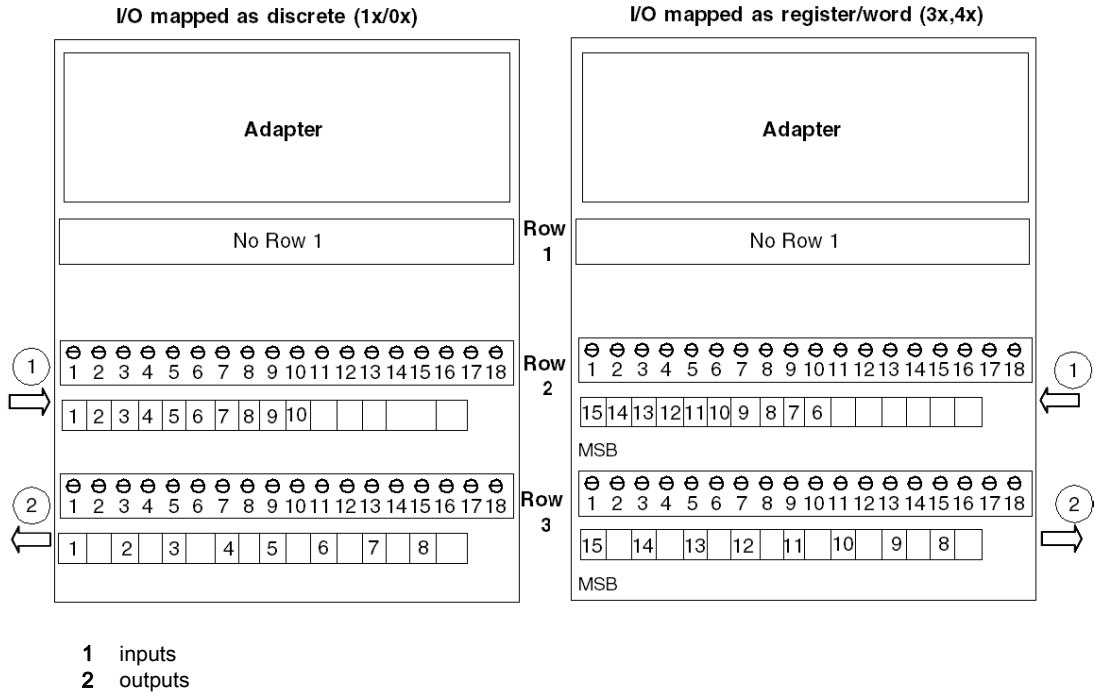 I/O mapped as discrete (1x/0x)
I/O mapped as register/word (3x,4x)
Adapter
Adapter
No Row 1
Row 1
No Row 1
1
1 2 3 4 5 6 7 8 9 10 11 12 13 14 15 16 17 18
Row 2
1 2 3 4 5 6 7 8 9 10 11 12 13 14 15 16 17 18
1
1 2 3 4 5 6 7 8 9 10
15 14 13 12 11 10 9 8 7 6
MSB
2
1 2 3 4 5 6 7 8 9 10 11 12 13 14 15 16 17 18
Row 3
1 2 3 4 5 6 7 8 9 10 11 12 13 14 15 16 17 18
2
1 2 3 4 5 6 7 8
15 14 13 12 11 10 9 8
MSB
1 inputs
2 outputs